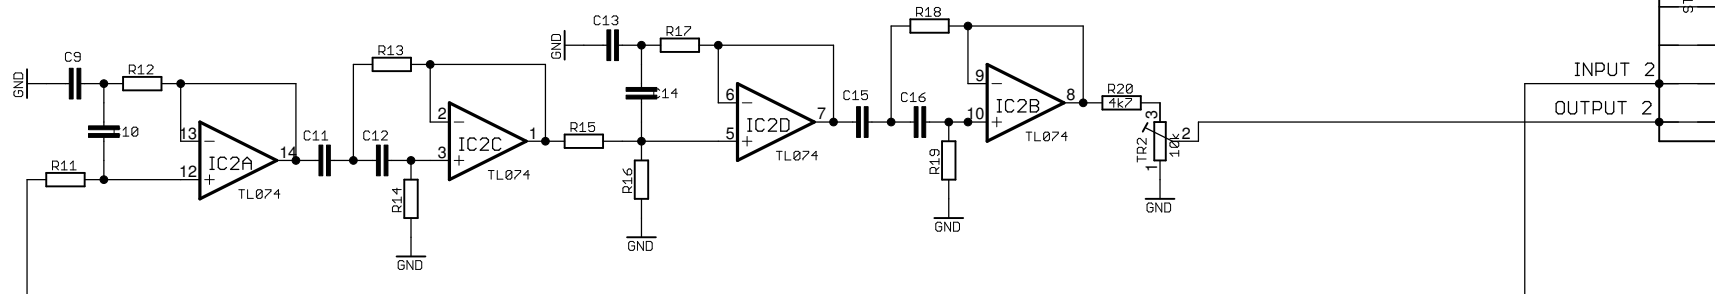 C9
GND
R12
10
R11
13
12
14
IC2A
TL074
C11
C12
R13
R14
GND
2
3
1
IC2C
TL074
R15
C13
GND
R17
C14
R16
GND
6
5
7
IC2D
TL074
C15
C16
R18
R19
GND
9
10
8
IC2B
TL074
R20
4k7
TR2
3
2
1
10k
GND
INPUT 2
OUTPUT 2